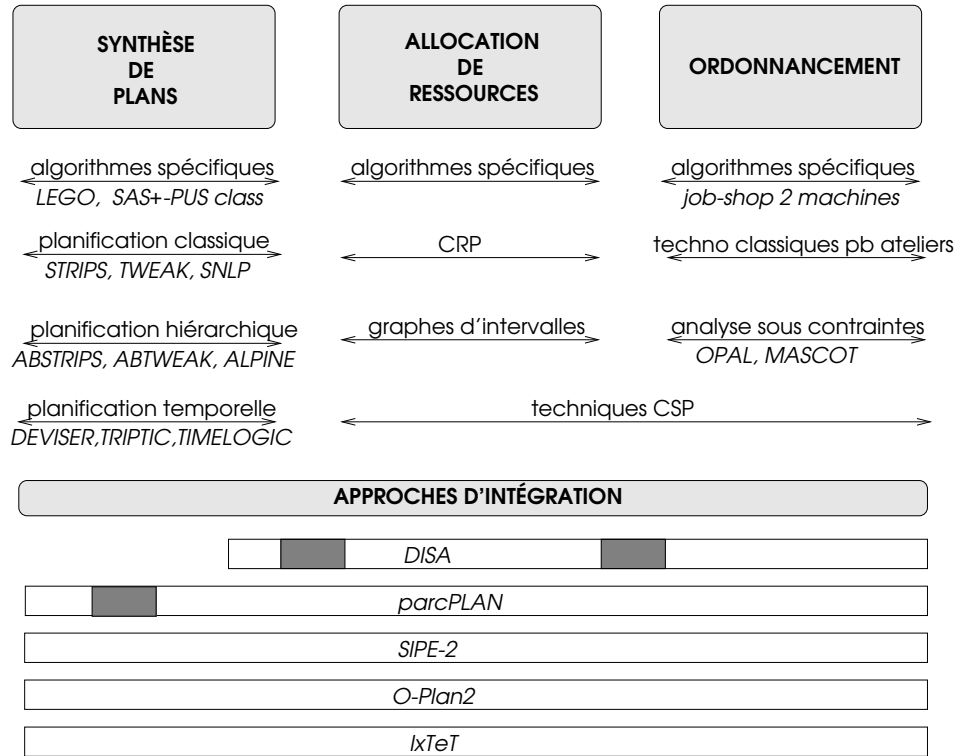 SYNTHÈSE
DE
PLANS
ALLOCATION
DE
RESSOURCES
ORDONNANCEMENT
algorithmes spécifiques
LEGO, SAS+-PUS class
algorithmes spécifiques
algorithmes spécifiques
job-shop 2 machines
planification classique
STRIPS, TWEAK, SNLP
CRP
techno classiques pb ateliers
planification hiérarchique
ABSTRIPS, ABTWEAK, ALPINE
graphes d'intervalles
analyse sous contraintes
OPAL, MASCOT
planification temporelle
DEVISER,TRIPTIC,TIMELOGIC
techniques CSP
APPROCHES D'INTÉGRATION
DISA
parcPLAN
SIPE-2
O-Plan2
IxTeT